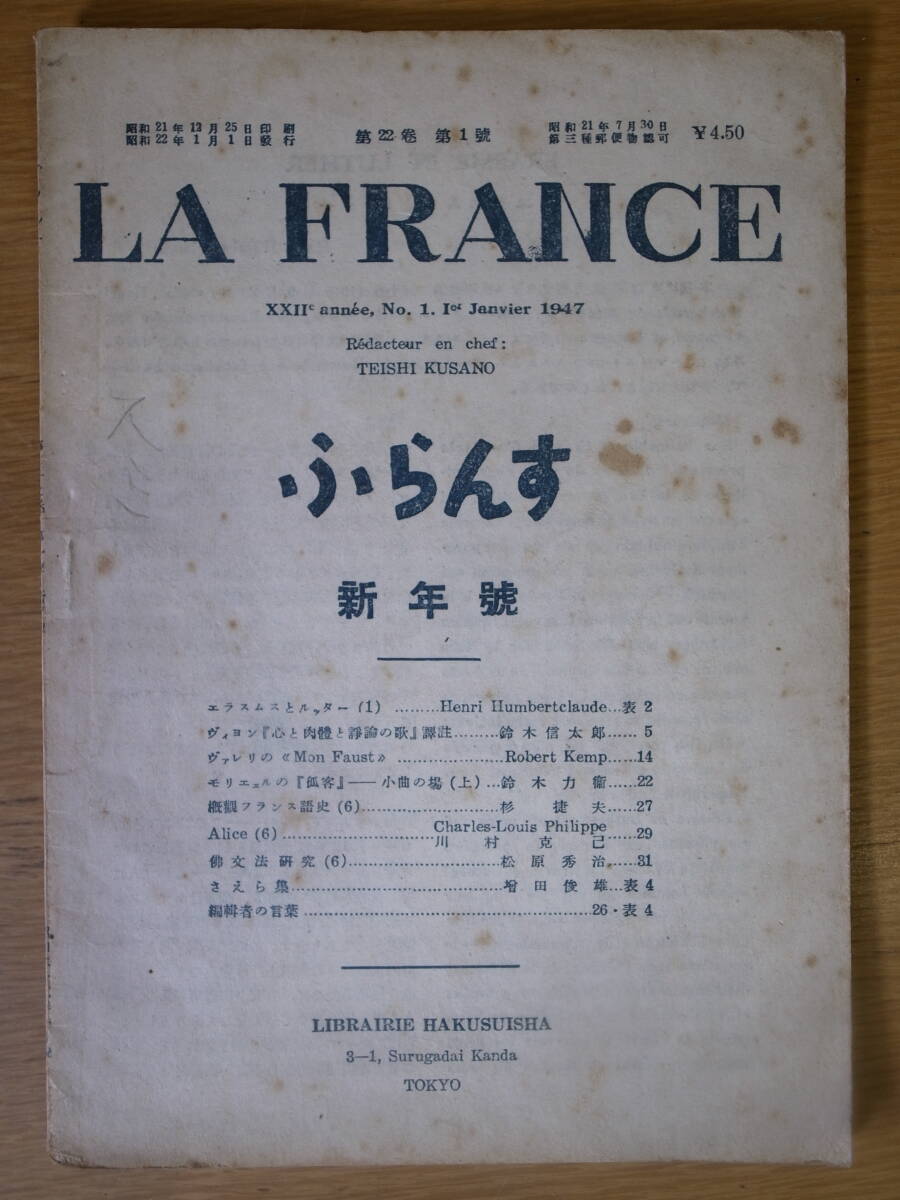 昭和21年12月25日印刷
昭和22年1月1日發行
第22卷 第1號
昭和21年7月30日
第三種郵便物認可
¥4.50
LA FRANCE
XXIIe année, No. 1. Ier Janvier 1947
Rédacteur en chef:
TEISHI KUSANO
ふらんす
新年號
エラスムスとルッター(1) ………Henri Humbertclaude…表 2
ヴィヨン『心と肉體と諍論の歌』譯註………鈴木信太郎…… 5
ヴァレリの «Mon Faust» …………………Robert Kemp……14
モリエェルの『孤客』—— 小曲の場(上)…鈴木力衞……22
概觀フランス語史(6)…………………………杉捷夫……27
Alice (6) ……………………Charles-Louis Philippe
川村克己……29
佛文法研究(6)……………………………松原秀治……31
さえら集……………………………………増田俊雄…表 4
編輯者の言葉……………………………………………26・表 4
LIBRAIRIE HAKUSUISHA
3—1, Surugadai Kanda
TOKYO